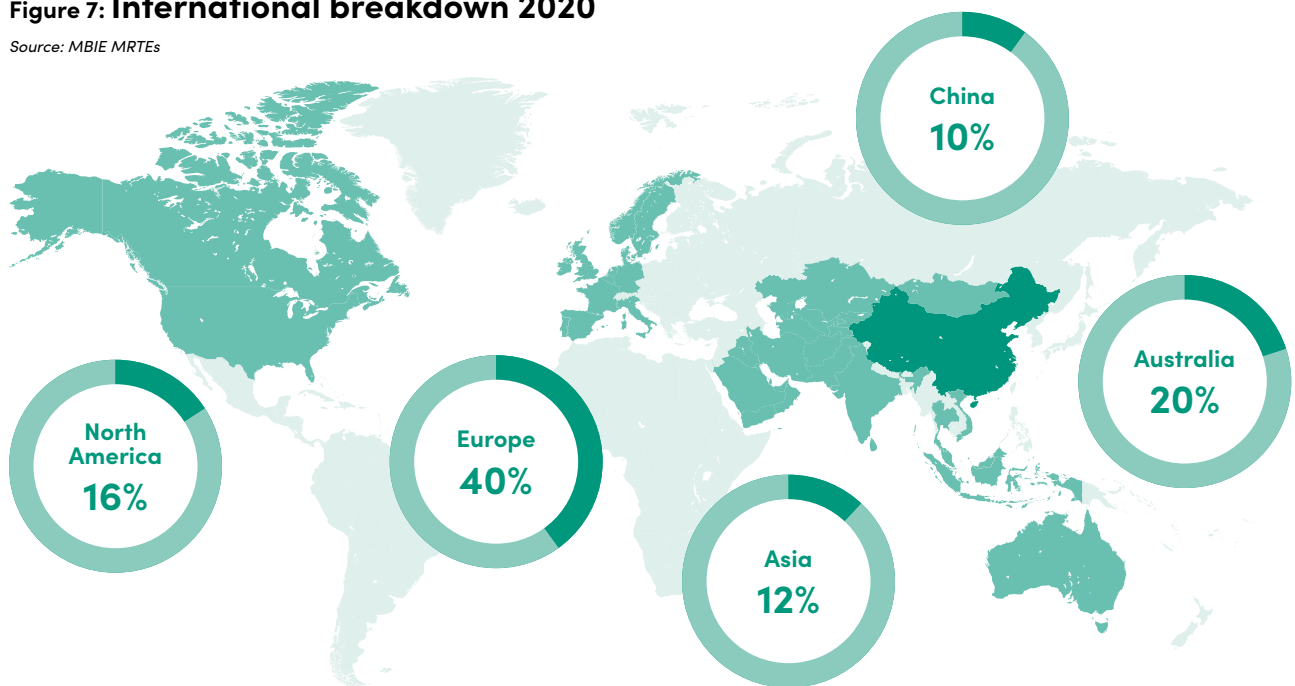 Figure 7: International breakdown 2020
Source: MBIE MRTEs
China
10%
Australia
20%
North
America
16%
Europe
40%
Asia
12%